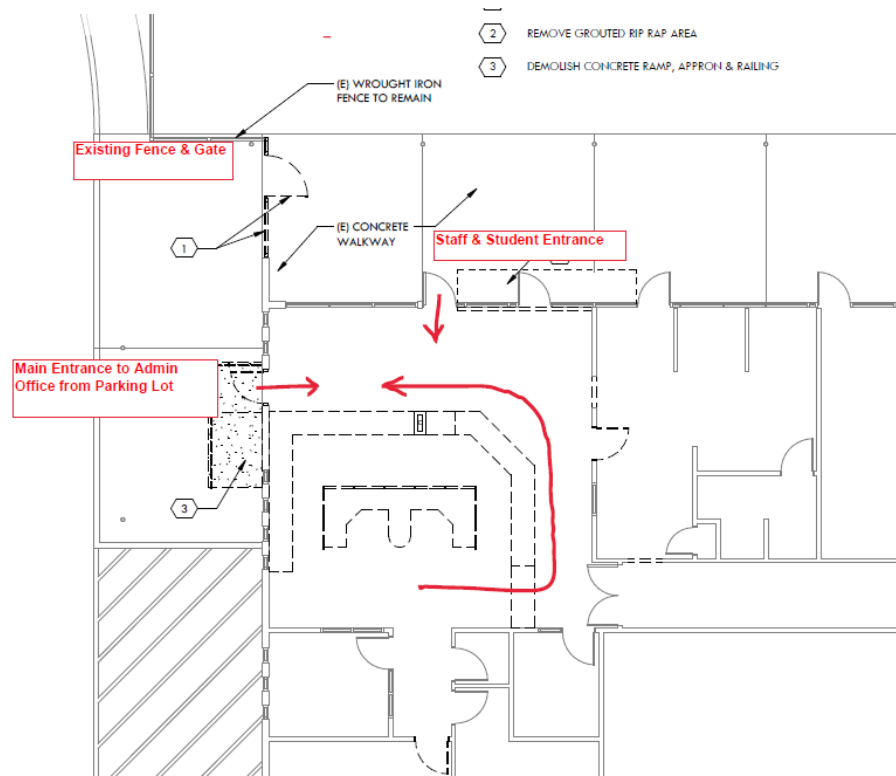 2 REMOVE GROUTED RIP RAP AREA
3 DEMOLISH CONCRETE RAMP, APPRON & RAILING
(E) WROUGHT IRON
FENCE TO REMAIN
Existing Fence & Gate
1
(E) CONCRETE
WALKWAY
Staff & Student Entrance
Main Entrance to Admin
Office from Parking Lot
3